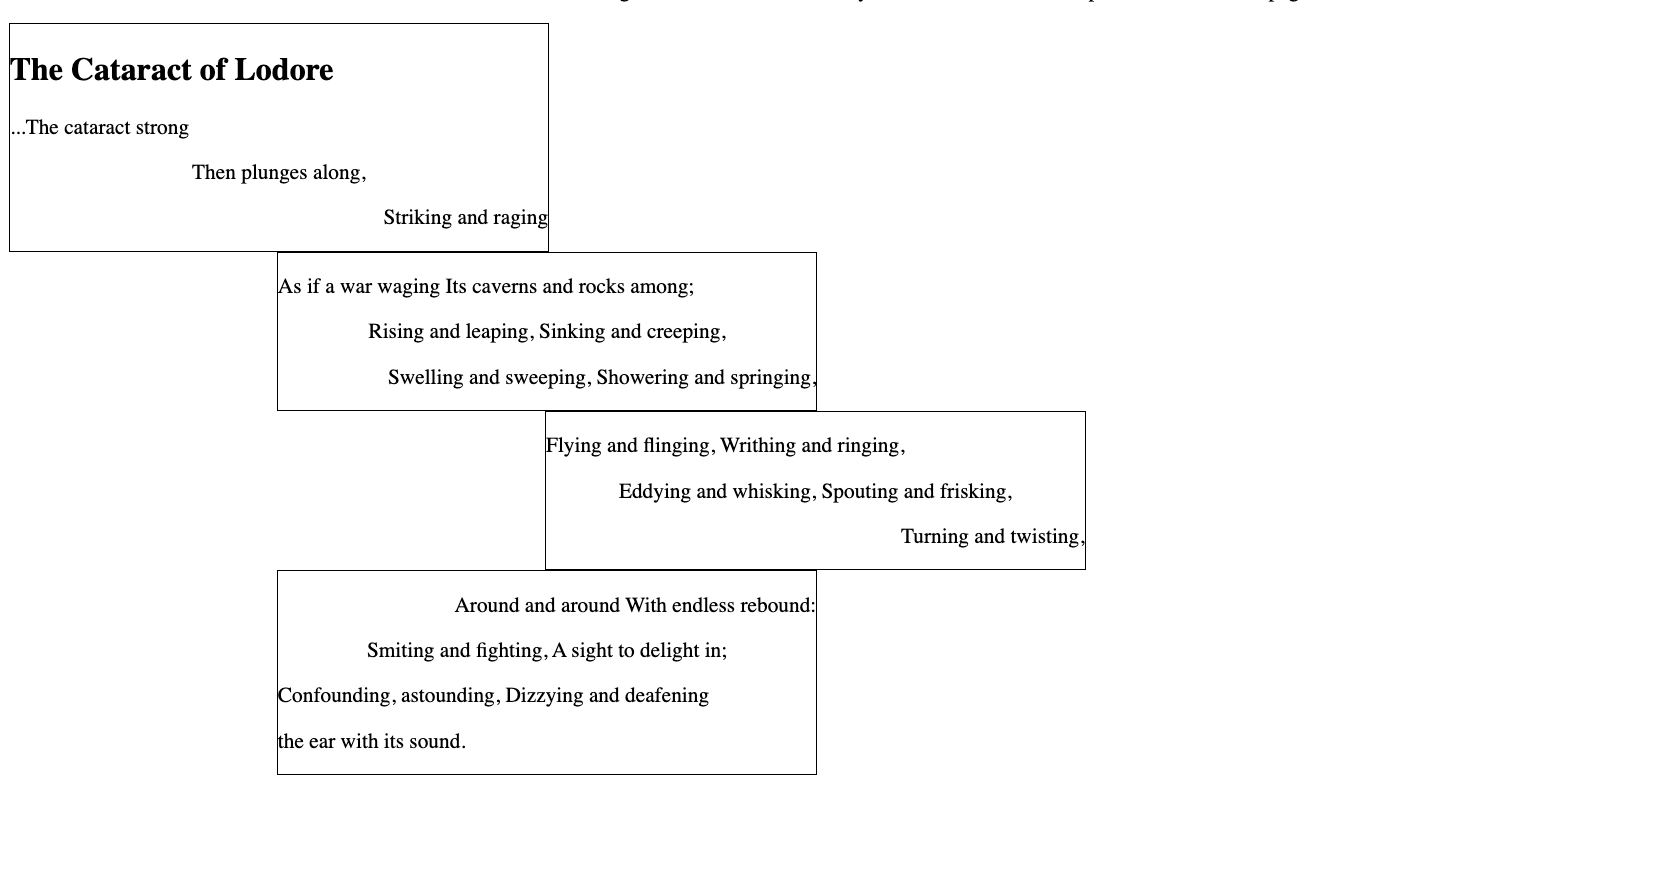 The Cataract of Lodore
...The cataract strong
Then plunges along,
Striking and raging
As if a war waging Its caverns and rocks among;
Rising and leaping, Sinking and creeping,
Swelling and sweeping, Showering and springing,
Flying and flinging, Writhing and ringing,
Eddying and whisking, Spouting and frisking,
Turning and twisting,
Around and around With endless rebound:
Smiting and fighting, A sight to delight in;
Confounding, astounding, Dizzying and deafening
the ear with its sound.